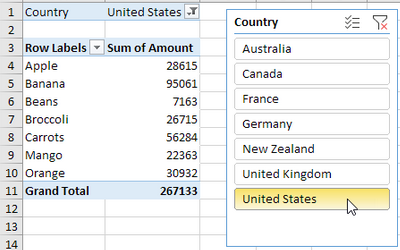 1 Country United States
2
3 Row Labels Sum of Amount
4 Apple 28615
5 Banana 95061
6 Beans 7163
7 Broccoli 26715
8 Carrots 56284
9 Mango 22363
10 Orange 30932
11 Grand Total 267133
12
13
14
Country
Australia
Canada
France
Germany
New Zealand
United Kingdom
United States